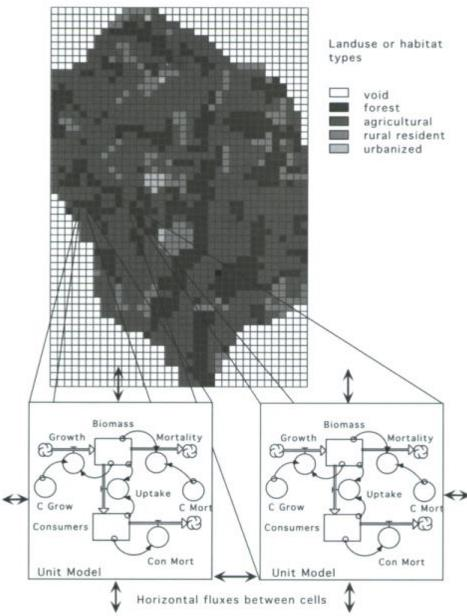 Landuse or habitat
types
void
forest
agricultural
rural resident
urbanized
Biomass
Growth
Mortality
C Grow
Uptake
C Mort
Consumers
Con Mort
Unit Model
Biomass
Growth
Mortality
C Grow
Uptake
C Mort
Consumers
Con Mort
Unit Model
Horizontal fluxes between cells